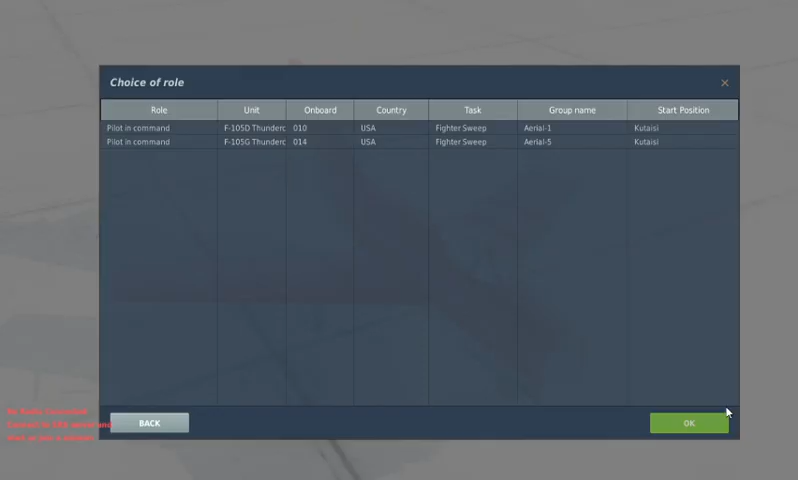 Choice of role
Role Unit Onboard Country Task Group name Start Position
Pilot in command F-105D Thunderc 010 USA Fighter Sweep Aerial-1 Kutaisi
Pilot in command F-105G Thunderc 014 USA Fighter Sweep Aerial-5 Kutaisi
BACK OK